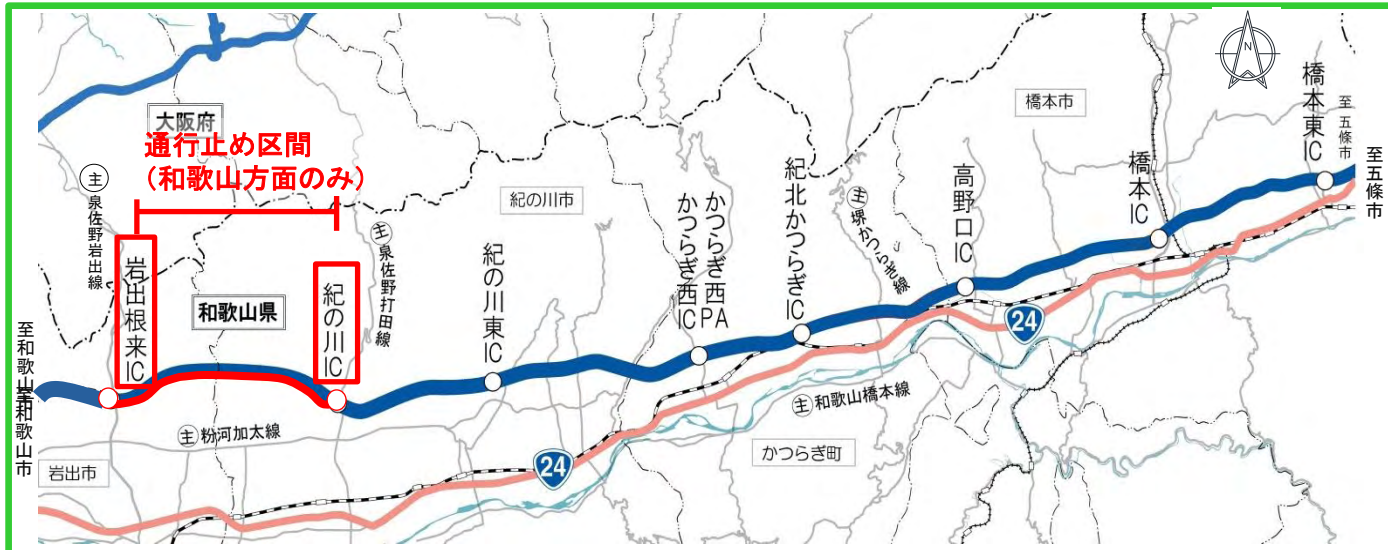 N
大阪府
通行止め区間
(和歌山方面のみ)
主
泉佐野岩出線
岩出根来IC
和歌山県
紀の川IC
主
泉佐野打田線
紀の川市
紀の川東IC
かつらぎ西PA
かつらぎ西IC
紀北かつらぎIC
主
堺かつらぎ線
高野口IC
橋本市
橋本IC
橋本東IC
至五條市
至五條市
至和歌山市
至和歌山市
主
粉河加太線
岩出市
24
主
和歌山橋本線
かつらぎ町
24